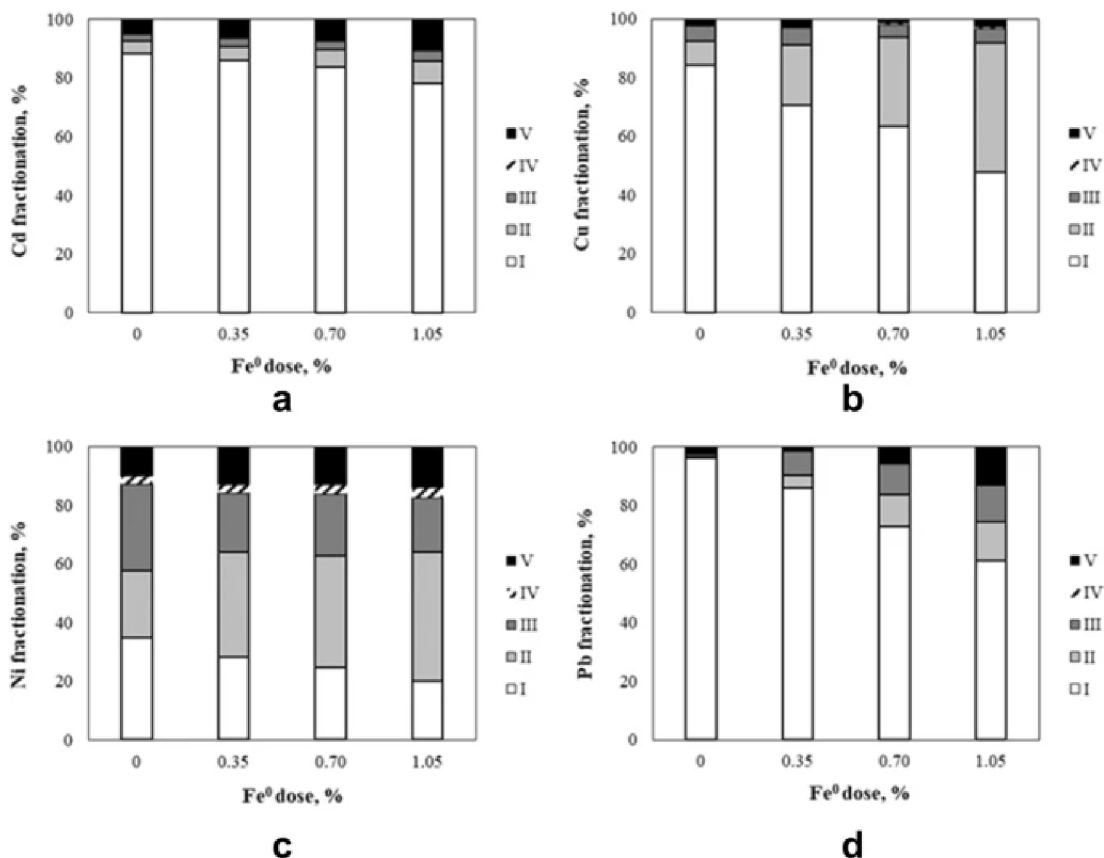 Cd fractionation, %
100
80
60
40
20
0
0 0.35 0.70 1.05
Fe⁰ dose, %
V
IV
III
II
I
a
Cu fractionation, %
100
80
60
40
20
0
0 0.35 0.70 1.05
Fe⁰ dose, %
V
IV
III
II
I
b
Ni fractionation, %
100
80
60
40
20
0
0 0.35 0.70 1.05
Fe⁰ dose, %
V
IV
III
II
I
c
Pb fractionation, %
100
80
60
40
20
0
0 0.35 0.70 1.05
Fe⁰ dose, %
V
IV
III
II
I
d